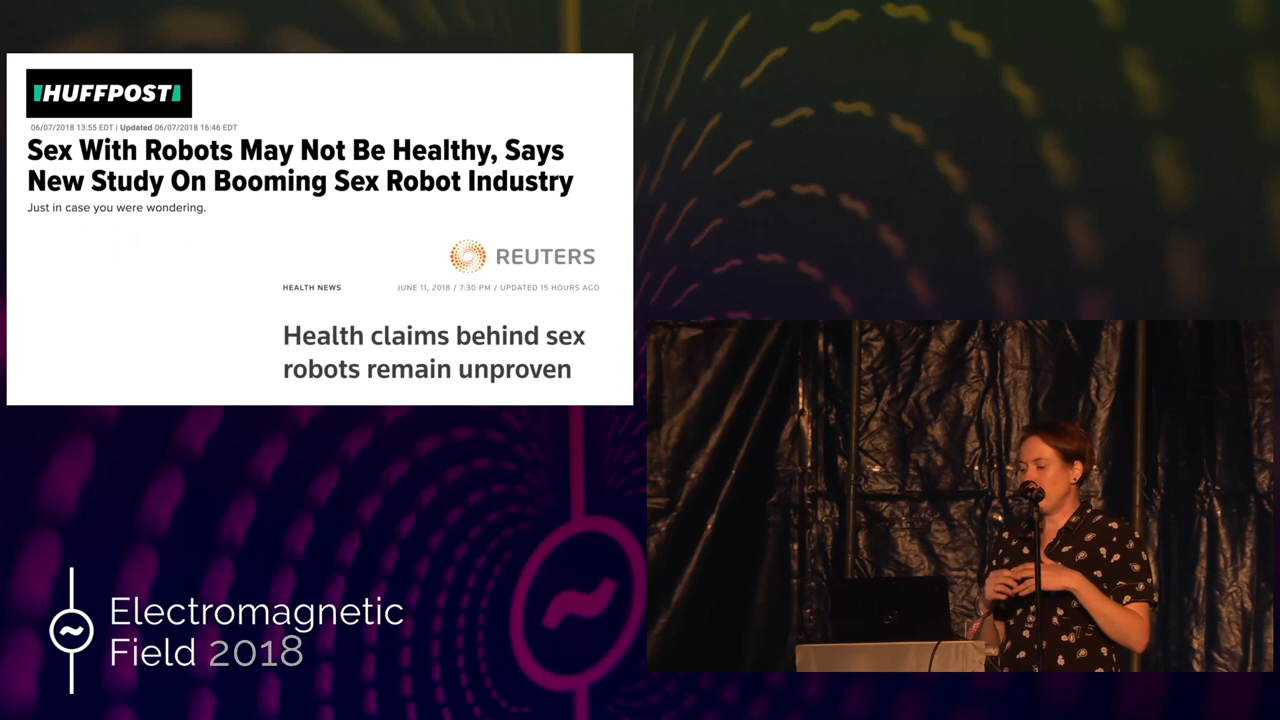 HUFFPOST
06/07/2018 13:55 EDT | Updated 06/07/2018 16:46 EDT
Sex With Robots May Not Be Healthy, Says
New Study On Booming Sex Robot Industry
Just in case you were wondering.
REUTERS
HEALTH NEWS
JUNE 11, 2018 / 7:30 PM / UPDATED 15 HOURS AGO
Health claims behind sex
robots remain unproven
Electromagnetic
Field 2018